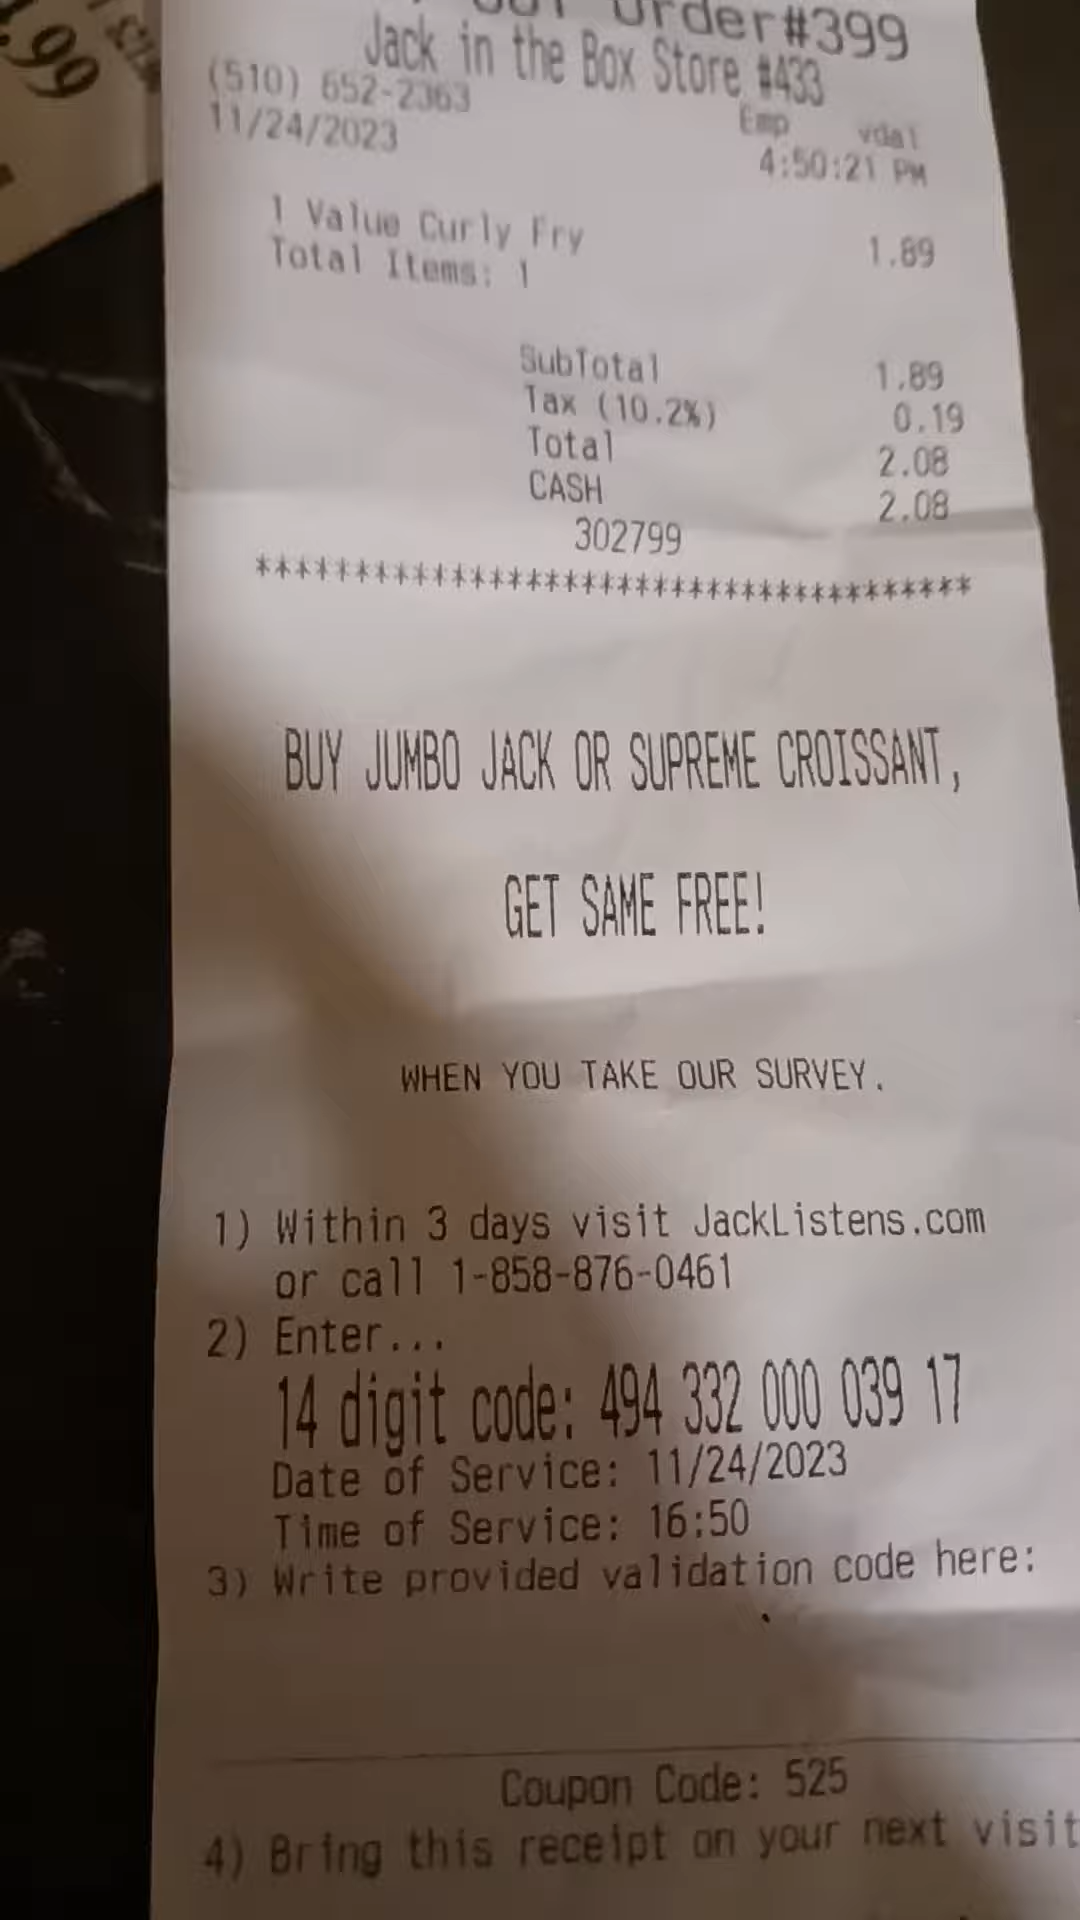 Order#399
Jack in the Box Store #433
(510) 652-2363
Emp vdal
11/24/2023 4:50:21 PM
1 Value Curly Fry 1.89
Total Items: 1
SubTotal 1.89
Tax (10.2%) 0.19
Total 2.08
CASH 2.08
302799
**************************************
BUY JUMBO JACK OR SUPREME CROISSANT,
GET SAME FREE!
WHEN YOU TAKE OUR SURVEY.
1) Within 3 days visit JackListens.com
or call 1-858-876-0461
2) Enter...
14 digit code: 494 332 000 039 17
Date of Service: 11/24/2023
Time of Service: 16:50
3) Write provided validation code here:
Coupon Code: 525
4) Bring this receipt on your next visit